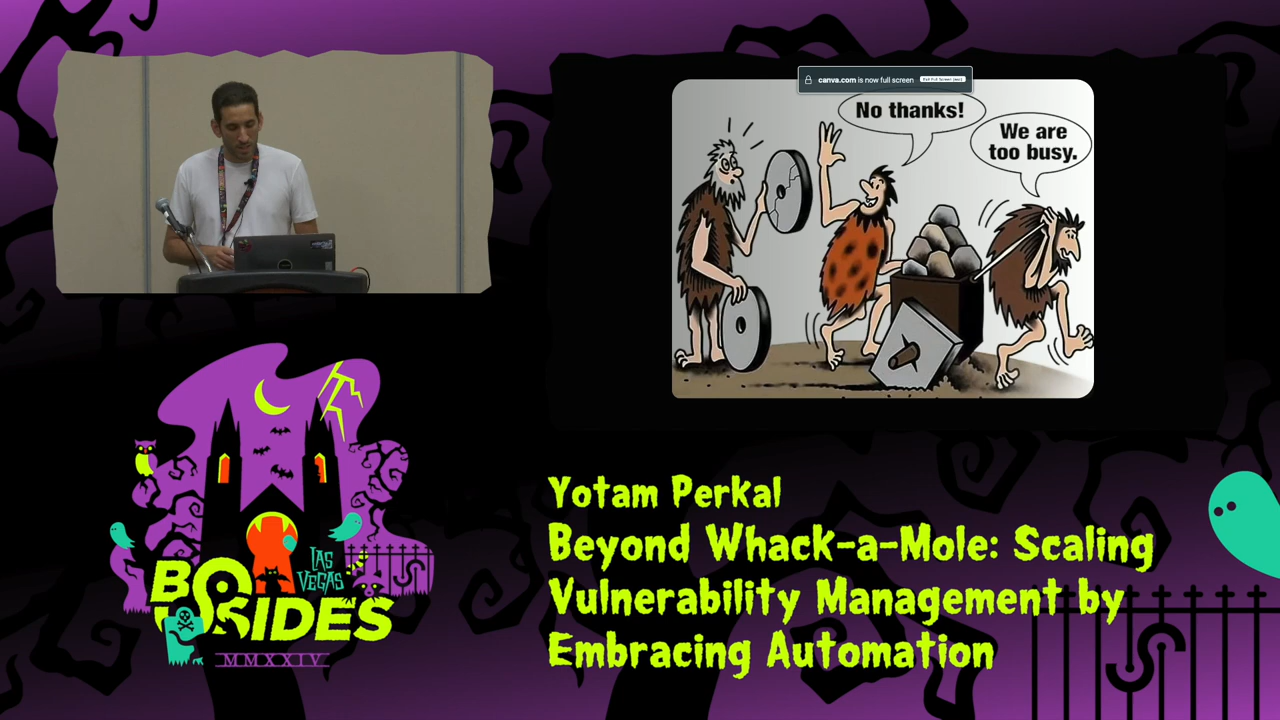 canva.com is now full screen
No thanks!
We are
too busy.
LAS
VEGAS
BSIDES
MMXXIV
Yotam Perkal
Beyond Whack-a-Mole: Scaling
Vulnerability Management by
Embracing Automation